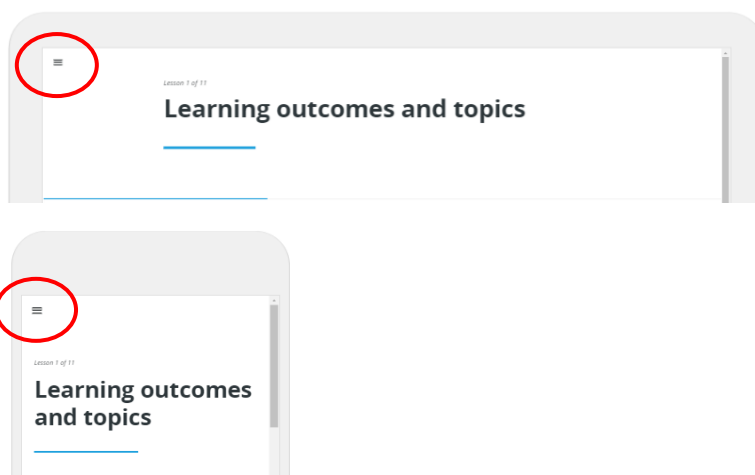 Lesson 1 of 11
Learning outcomes and topics
Lesson 1 of 11
Learning outcomes
and topics